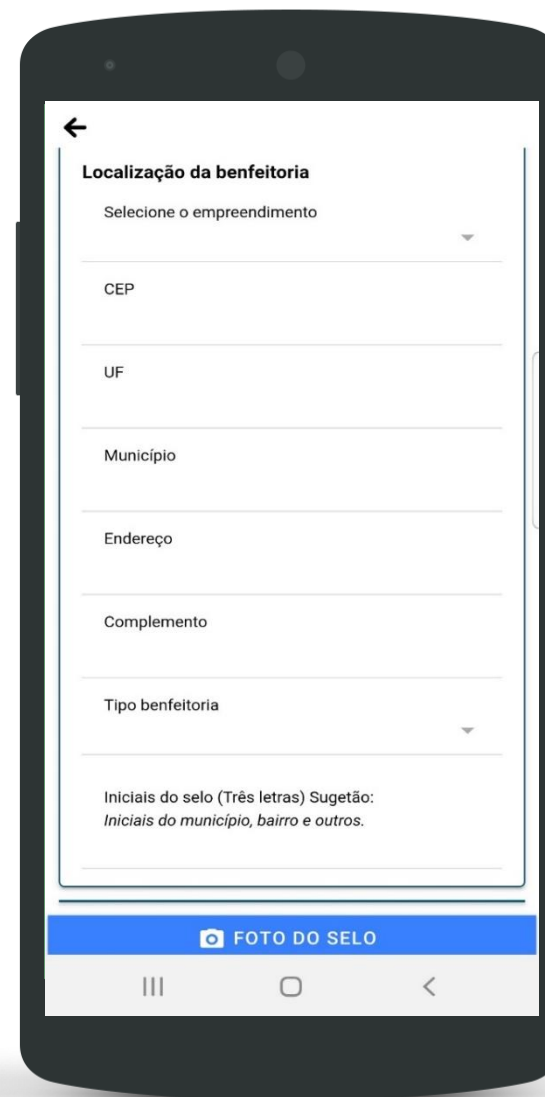 Localização da benfeitoria
Selecione o empreendimento
CEP
UF
Município
Endereço
Complemento
Tipo benfeitoria
Iniciais do selo (Três letras) Sugetão:
Iniciais do município, bairro e outros.
FOTO DO SELO